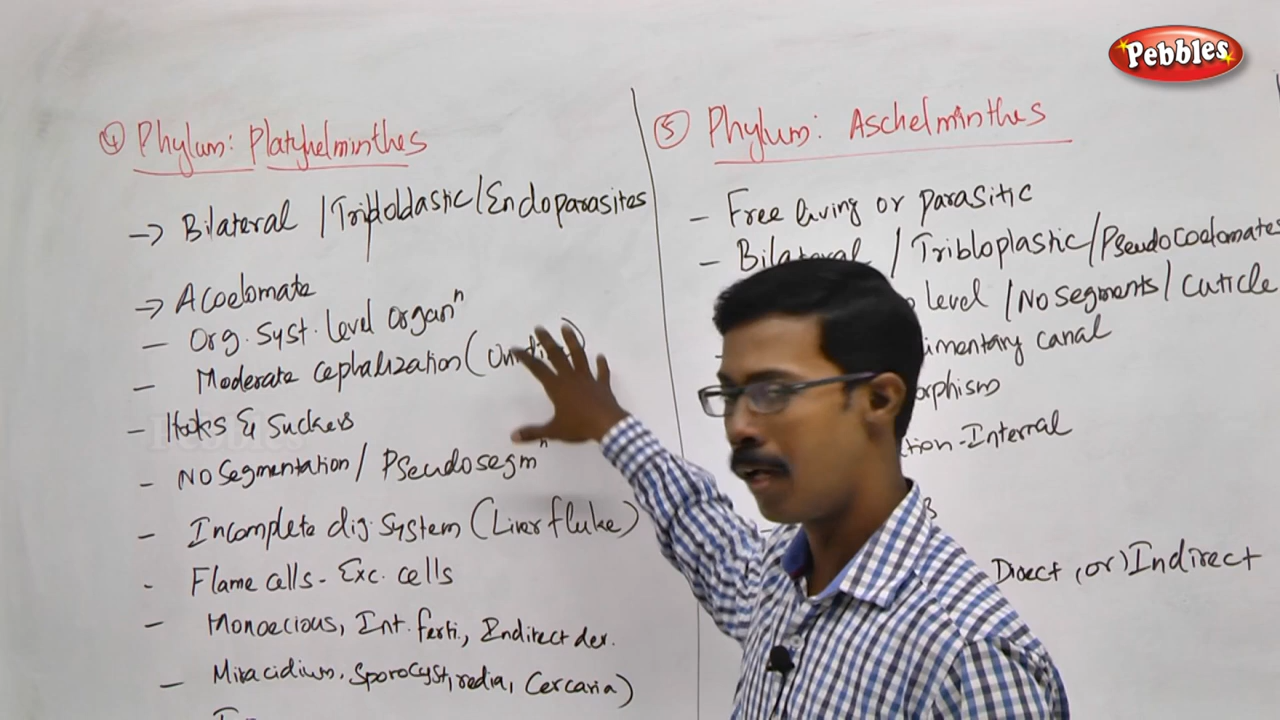 Pebbles
④ Phylum: Platyhelminthes
→ Bilateral / Triploblastic / Endoparasites
→ Acoelomate
— Org. syst. level organⁿ
— Moderate cephalization (
— Hooks & Suckers
- No Segmentation / Pseudosegmⁿ
- Incomplete dig. system (Liver fluke)
- Flame cells - Exc. cells
— Monoecious, Int. ferti., Indirect dev.
— Miracidium, Sporocyst, redia, Cercaria)
⑤ Phylum: Aschelminthes
— Free living or parasitic
— Bilateral / Tribloplastic / Pseudocoelomates
level / No segments / Cuticle
imentary canal
orphism
tion - Internal
Direct (or) Indirect